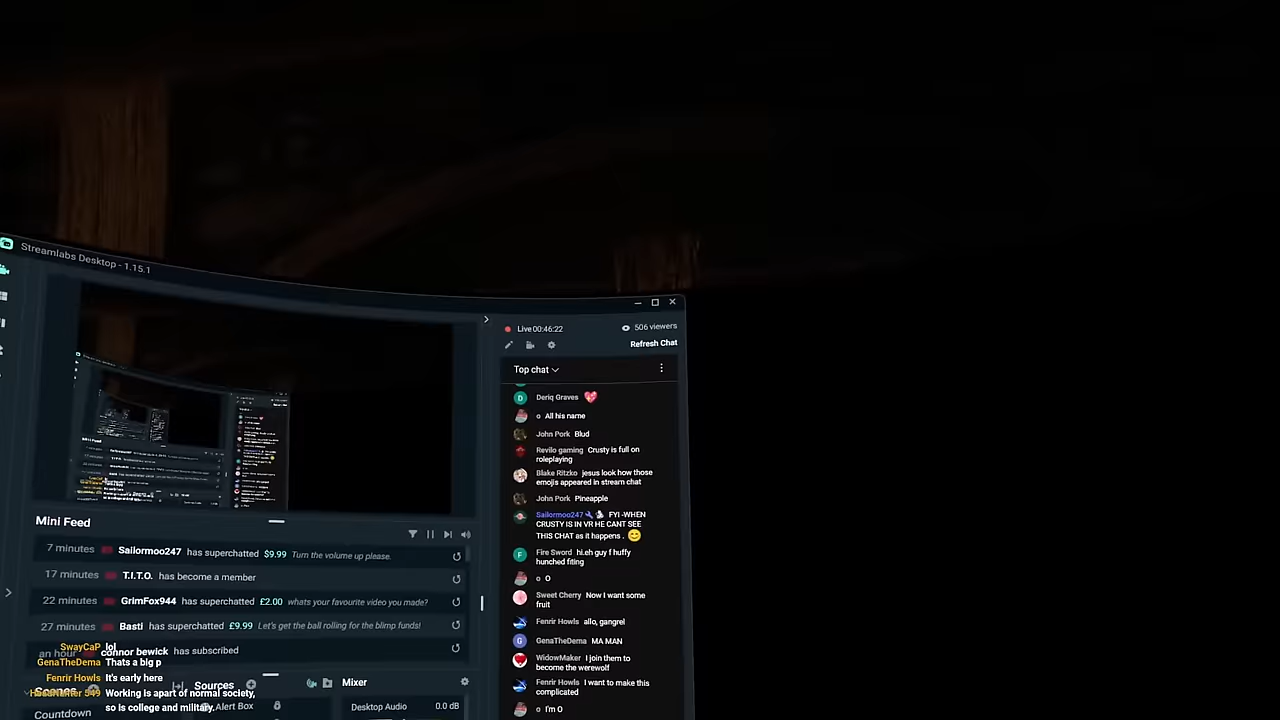 Streamlabs Desktop - 1.15.1
Live 00:46:22
506 viewers
Refresh Chat
Top chat
Deriq Graves
o All his name
John Pork Blud
Revilo gaming Crusty is full on
roleplaying
Blake Ritzko jesus look how those
emojis appeared in stream chat
John Pork Pineapple
Sailormoo247 FYI -WHEN
CRUSTY IS IN VR HE CANT SEE
THIS CHAT as it happens .
Fire Sword hi.eh guy f huffy
hunched fiting
o O
Sweet Cherry Now I want some
fruit
Fenrir Howls allo, gangrel
GenaTheDema MA MAN
WidowMaker I join them to
become the werewolf
Fenrir Howls I want to make this
complicated
o I'm O
Mini Feed
7 minutes Sailormoo247 has superchatted $9.99 Turn the volume up please.
17 minutes T.I.T.O. has become a member
22 minutes GrimFox944 has superchatted £2.00 whats your favourite video you made?
27 minutes Basti has superchatted £9.99 Let's get the ball rolling for the blimp funds!
an hour connor bewick has subscribed
SwayCaP lol
GenaTheDema Thats a big p
Fenrir Howls It's early here
Working is apart of normal society,
so is college and military.
Scenes
Countdown
Sources
Alert Box
Mixer
Desktop Audio 0.0 dB